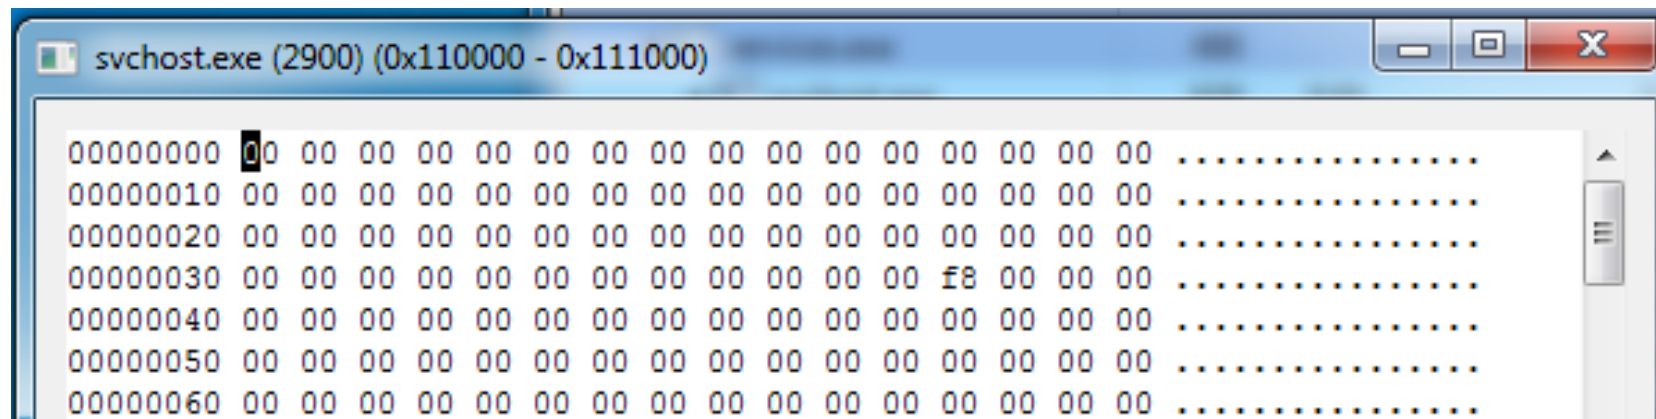 svchost.exe (2900) (0x110000 - 0x111000)
00000000 00 00 00 00 00 00 00 00 00 00 00 00 00 00 00 00 ................
00000010 00 00 00 00 00 00 00 00 00 00 00 00 00 00 00 00 ................
00000020 00 00 00 00 00 00 00 00 00 00 00 00 00 00 00 00 ................
00000030 00 00 00 00 00 00 00 00 00 00 00 00 f8 00 00 00 ................
00000040 00 00 00 00 00 00 00 00 00 00 00 00 00 00 00 00 ................
00000050 00 00 00 00 00 00 00 00 00 00 00 00 00 00 00 00 ................
00000060 00 00 00 00 00 00 00 00 00 00 00 00 00 00 00 00 ................